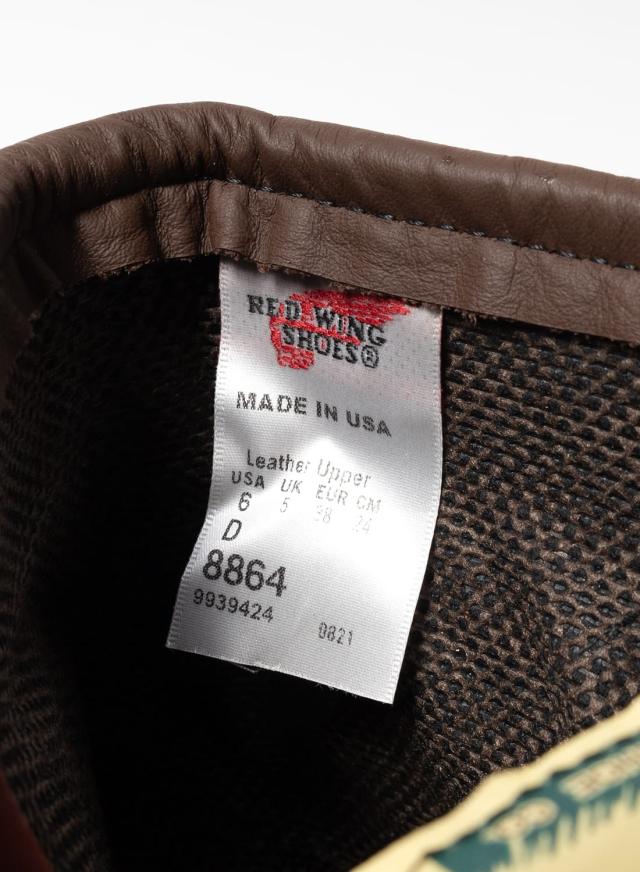 RED WING
SHOES®
MADE IN USA
Leather Upper
USA UK EUR CM
6 5 38 24
D
8864
9939424 0821